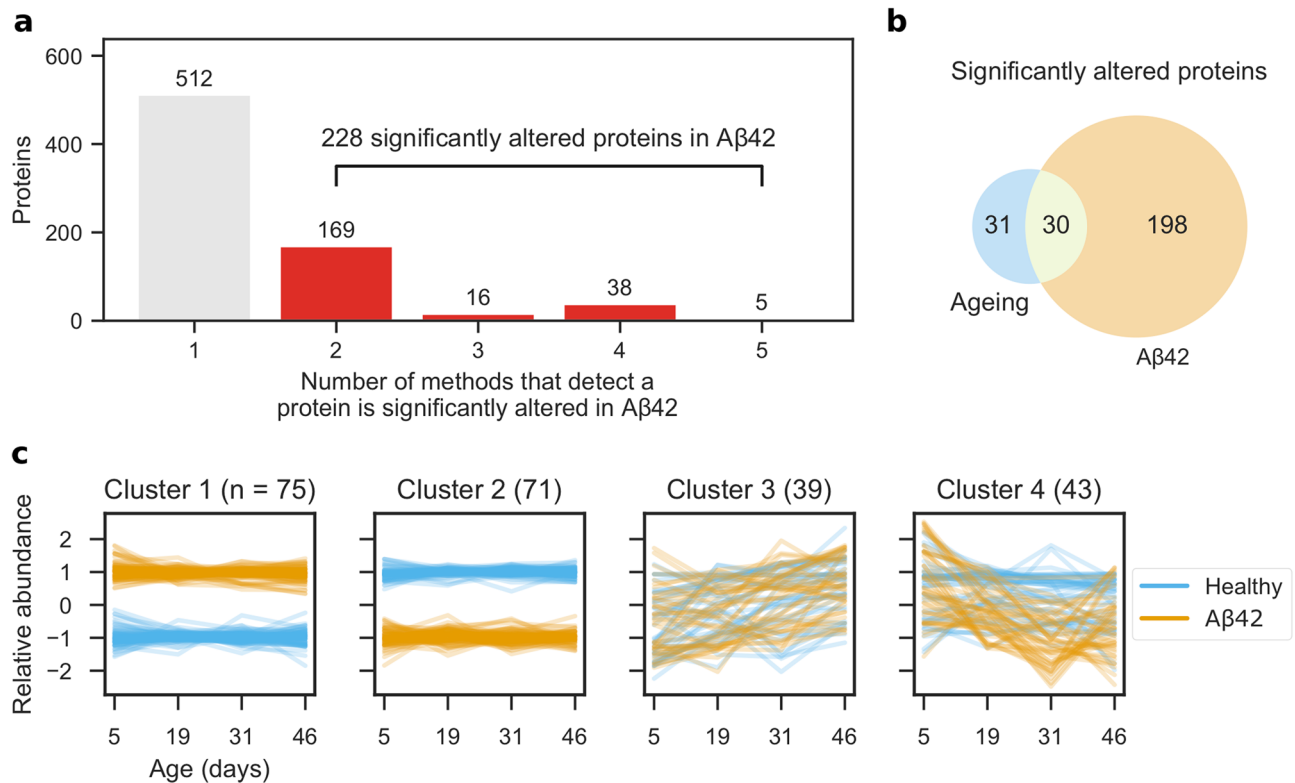 a
600
400
200
0
Proteins
512
228 significantly altered proteins in Aβ42
169
16
38
5
1 2 3 4 5
Number of methods that detect a
protein is significantly altered in Aβ42
b
Significantly altered proteins
31 30 198
Ageing
Aβ42
c
Cluster 1 (n = 75)
Cluster 2 (71)
Cluster 3 (39)
Cluster 4 (43)
Relative abundance
2
1
0
−1
−2
5 19 31 46
5 19 31 46
5 19 31 46
5 19 31 46
Age (days)
Healthy
Aβ42